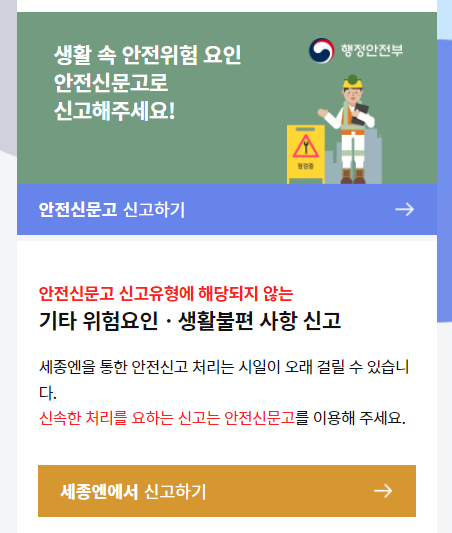 생활 속 안전위험 요인
안전신문고로
신고해주세요!
행정안전부
점검중
안전신문고 신고하기
안전신문고 신고유형에 해당되지 않는
기타 위험요인 · 생활불편 사항 신고
세종엔을 통한 안전신고 처리는 시일이 오래 걸릴 수 있습니
다.
신속한 처리를 요하는 신고는 안전신문고를 이용해 주세요.
세종엔에서 신고하기